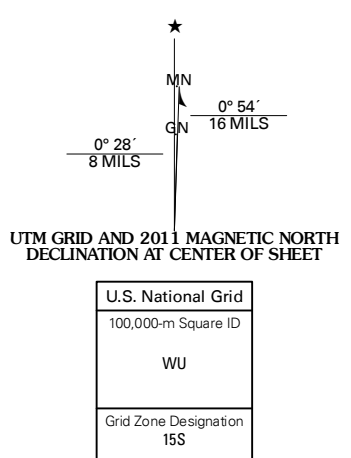 ★
MN
0° 54´
16 MILS
GN
0° 28´
8 MILS
UTM GRID AND 2011 MAGNETIC NORTH
DECLINATION AT CENTER OF SHEET
U.S. National Grid
100,000-m Square ID
WU
Grid Zone Designation
15S